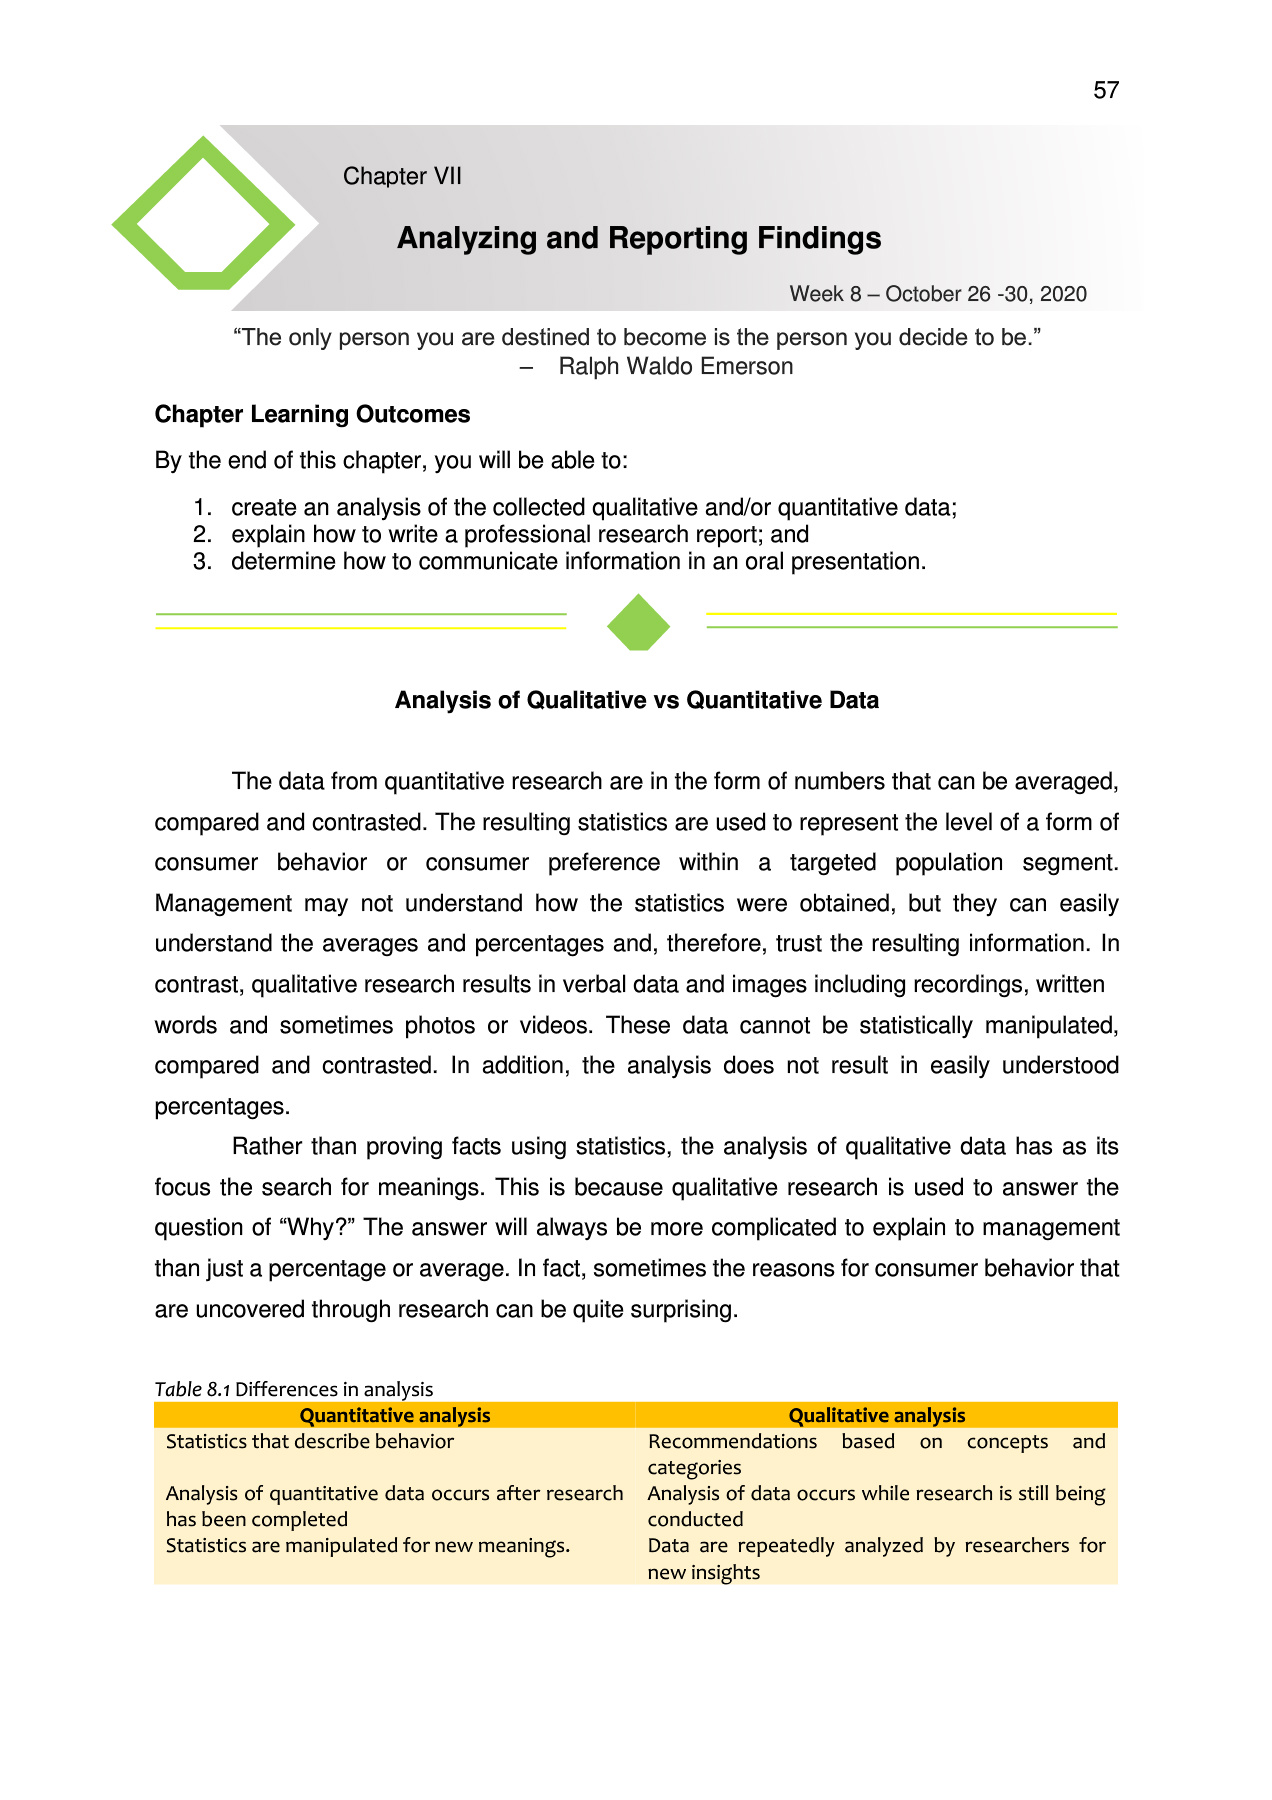 57
Chapter VII
Analyzing and Reporting Findings
Week 8 – October 26 -30, 2020
“The only person you are destined to become is the person you decide to be.”
– Ralph Waldo Emerson
Chapter Learning Outcomes
By the end of this chapter, you will be able to:
1. create an analysis of the collected qualitative and/or quantitative data;
2. explain how to write a professional research report; and
3. determine how to communicate information in an oral presentation.
Analysis of Qualitative vs Quantitative Data
The data from quantitative research are in the form of numbers that can be averaged,
compared and contrasted. The resulting statistics are used to represent the level of a form of
consumer behavior or consumer preference within a targeted population segment.
Management may not understand how the statistics were obtained, but they can easily
understand the averages and percentages and, therefore, trust the resulting information. In
contrast, qualitative research results in verbal data and images including recordings, written
words and sometimes photos or videos. These data cannot be statistically manipulated,
compared and contrasted. In addition, the analysis does not result in easily understood
percentages.
Rather than proving facts using statistics, the analysis of qualitative data has as its
focus the search for meanings. This is because qualitative research is used to answer the
question of “Why?” The answer will always be more complicated to explain to management
than just a percentage or average. In fact, sometimes the reasons for consumer behavior that
are uncovered through research can be quite surprising.
Table 8.1 Differences in analysis
Quantitative analysis
Qualitative analysis
Statistics that describe behavior
Recommendations based on concepts and
categories
Analysis of quantitative data occurs after research
has been completed
Analysis of data occurs while research is still being
conducted
Statistics are manipulated for new meanings.
Data are repeatedly analyzed by researchers for
new insights